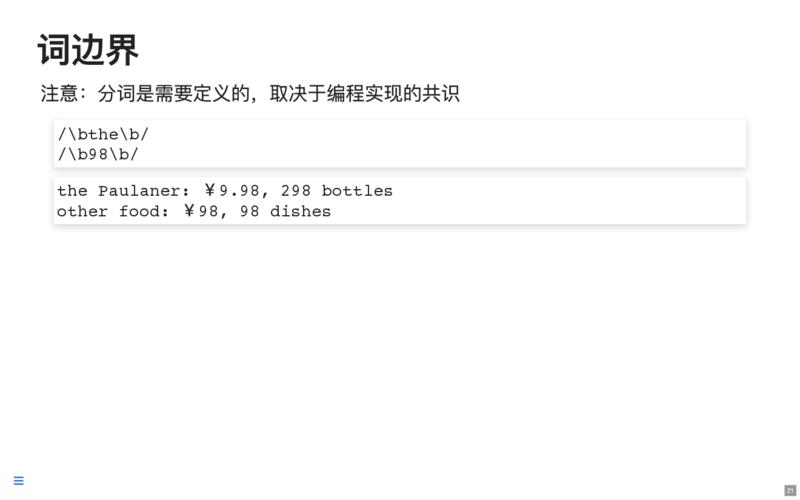 词边界
注意：分词是需要定义的，取决于编程实现的共识
/\bthe\b/
/\b98\b/
the Paulaner: ￥9.98, 298 bottles
other food: ￥98, 98 dishes
21